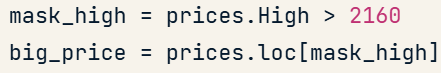 mask_high = prices.High > 2160
big_price = prices.loc[mask_high]